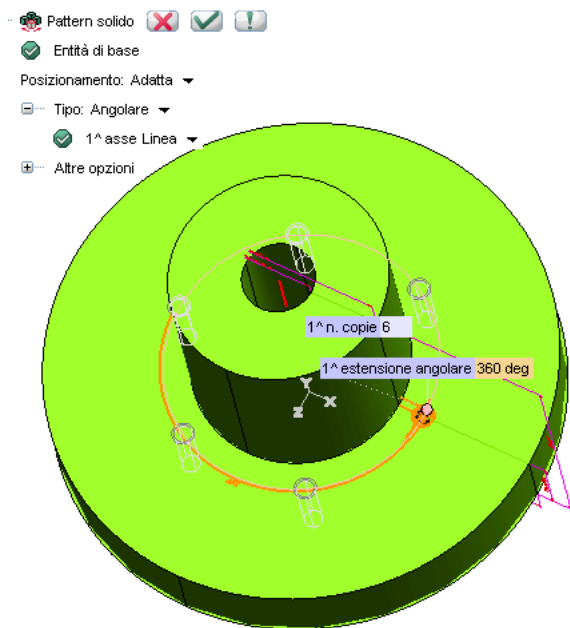 Pattern solido
Entità di base
Posizionamento: Adatta
Tipo: Angolare
1^ asse Linea
Altre opzioni
1^ n. copie 6
1^ estensione angolare 360 deg
Y
X
Z